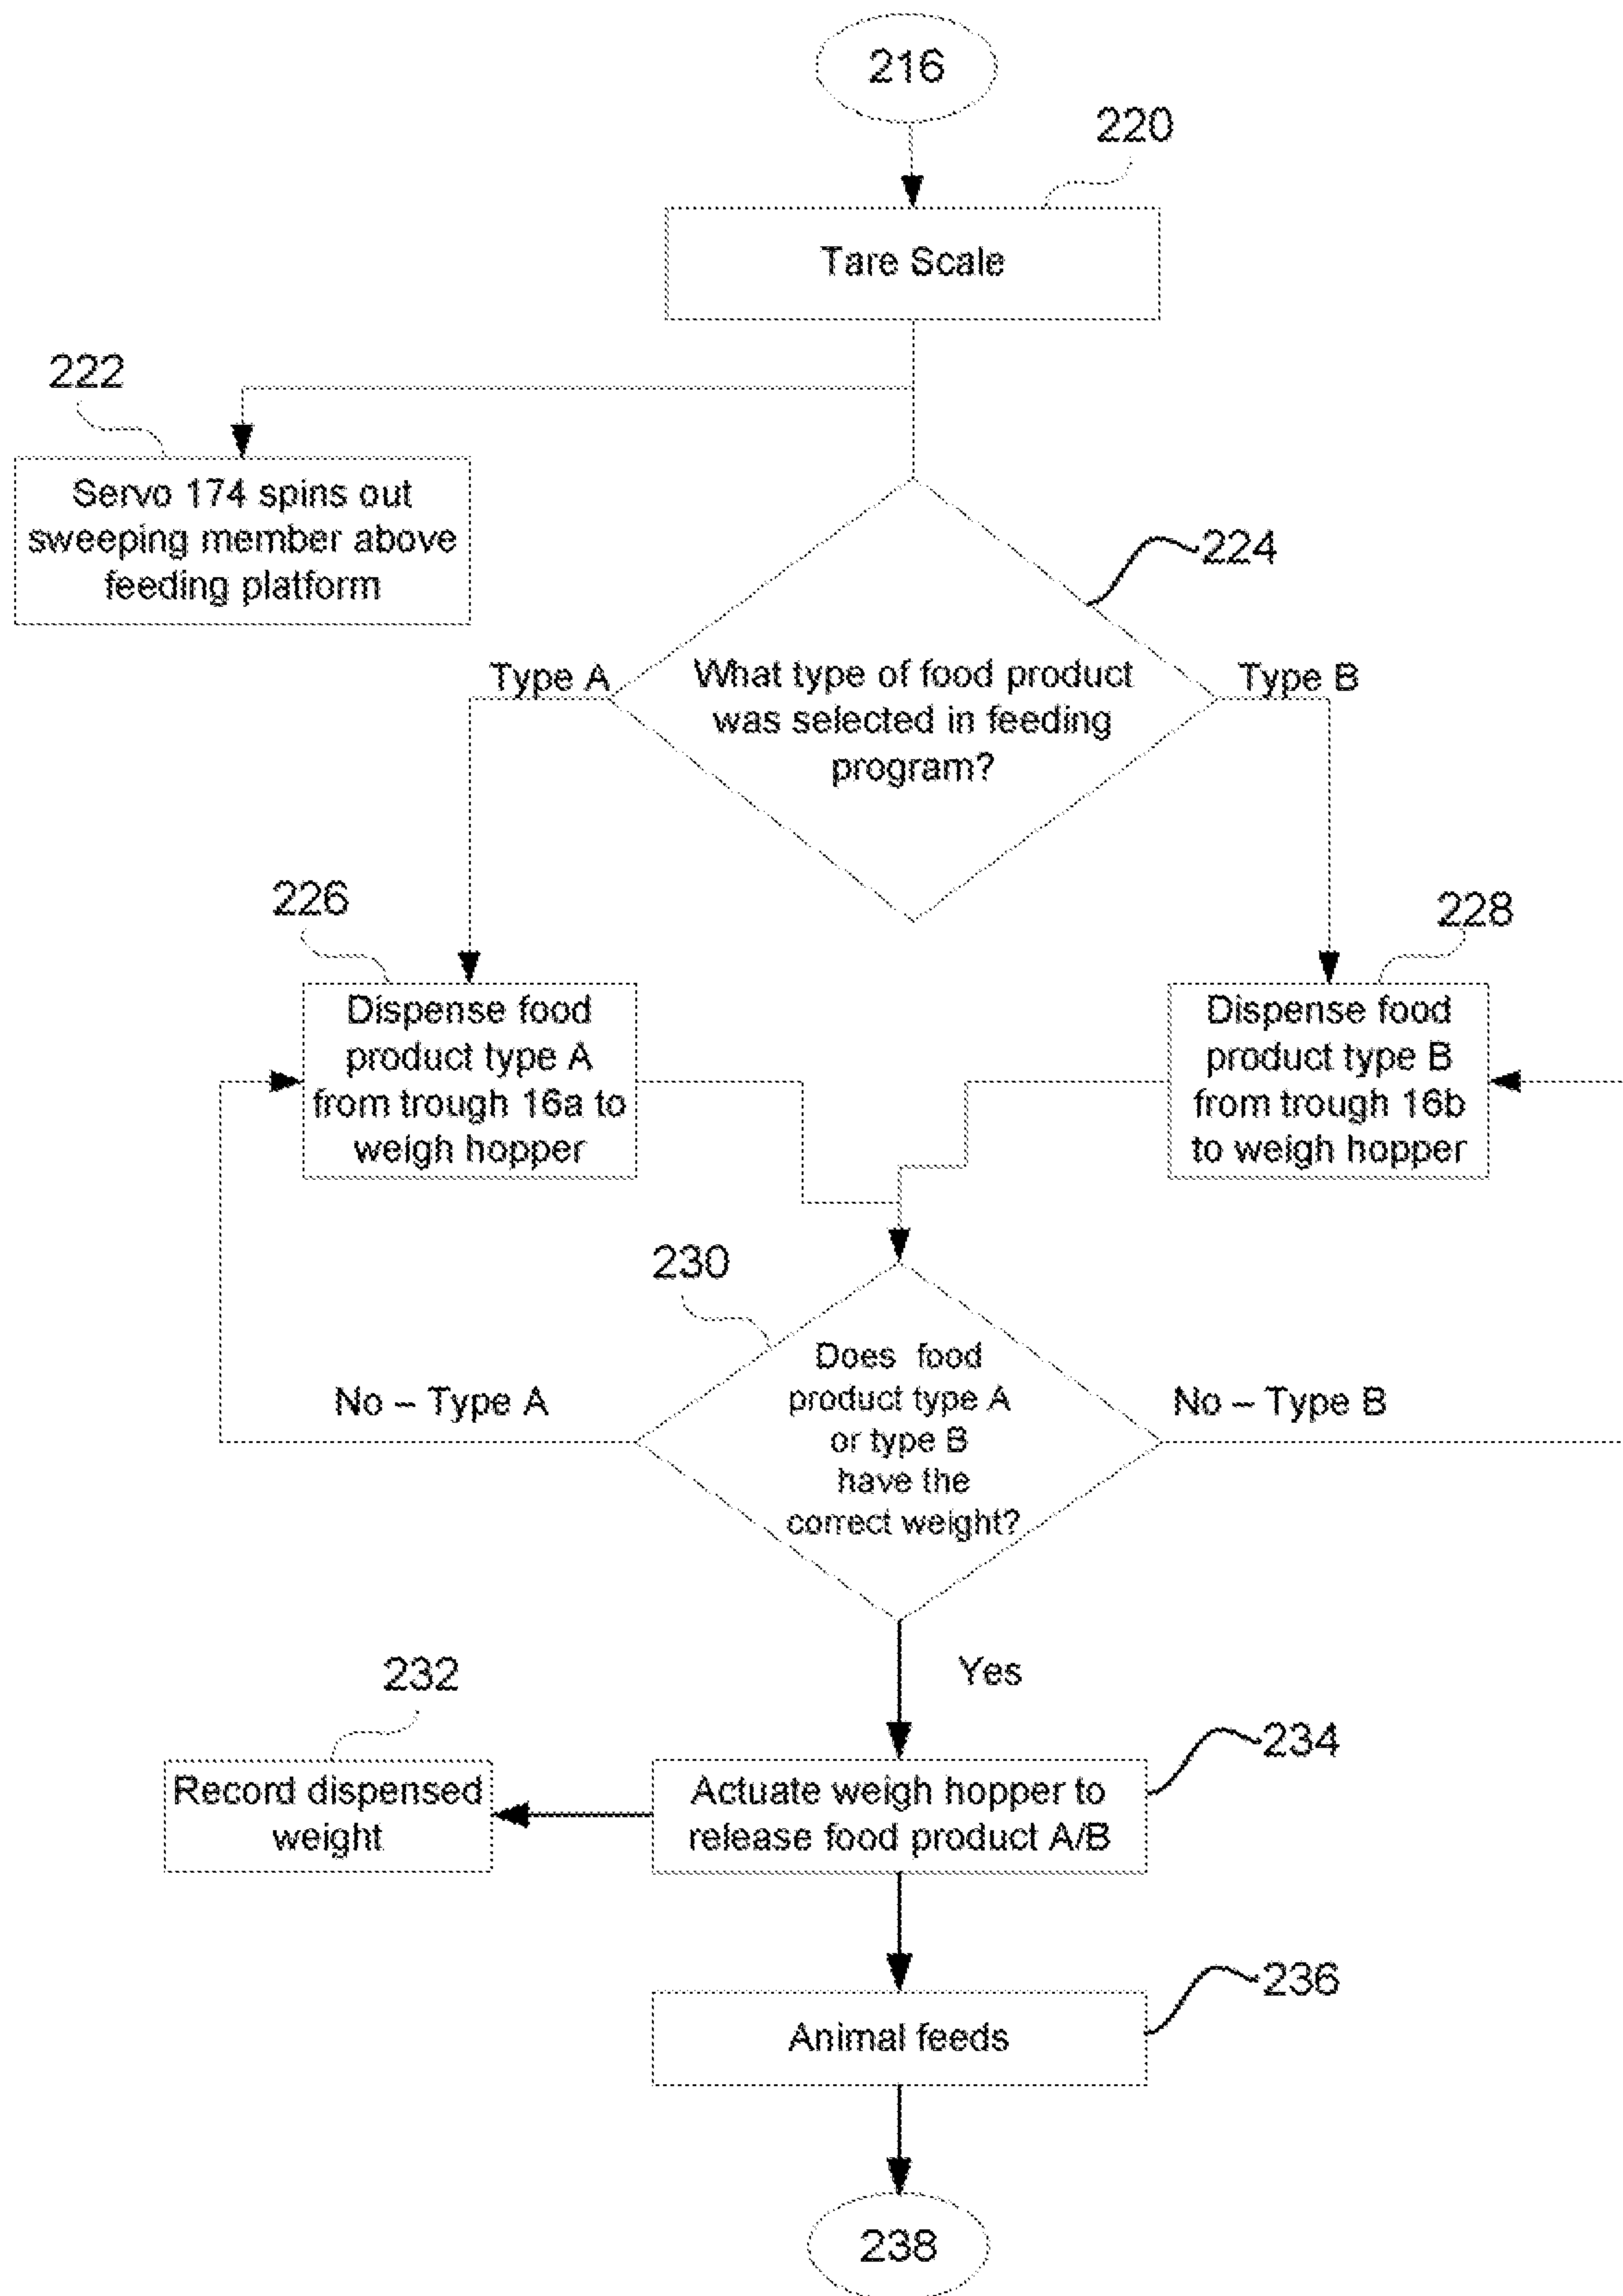 216
220
Tare Scale
222
Servo 174 spins out
sweeping member above
feeding platform
224
Type A
What type of food product
was selected in feeding
program?
Type B
226
Dispense food
product type A
from trough 16a to
weigh hopper
228
Dispense food
product type B
from trough 16b
to weigh hopper
230
Does food
product type A
or type B
have the
correct weight?
No – Type A
No – Type B
Yes
232
Record dispensed
weight
234
Actuate weigh hopper to
release food product A/B
236
Animal feeds
238